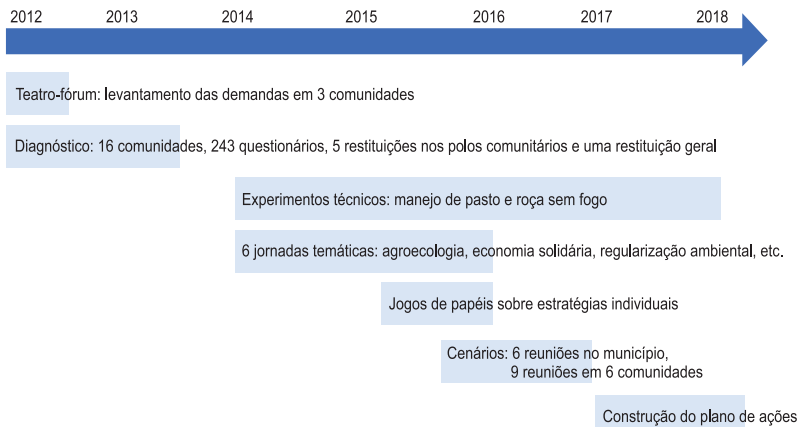 2012 2013 2014 2015 2016 2017 2018
Teatro-fórum: levantamento das demandas em 3 comunidades
Diagnóstico: 16 comunidades, 243 questionários, 5 restituições nos polos comunitários e uma restituição geral
Experimentos técnicos: manejo de pasto e roça sem fogo
6 jornadas temáticas: agroecologia, economia solidária, regularização ambiental, etc.
Jogos de papéis sobre estratégias individuais
Cenários: 6 reuniões no município,
9 reuniões em 6 comunidades
Construção do plano de ações